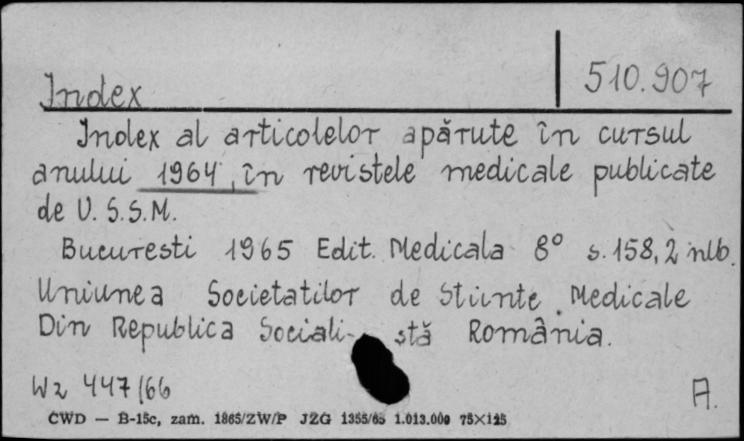 Index
510.907
Index al articolelor apărute în cursul
anului 1964, în revistele medicale publicate
de U.S.S.M.
Bucuresti 1965 Edit. Medicala 8° s. 158, 2 nlb.
Uniunea Societatilor de Stiinte Medicale
Din Republica Sociali- stă România.
Wz 447/66
A.
CWD — B-15c, zam. 1865/ZW/P JZG 1355/65 1.013.000 75×125